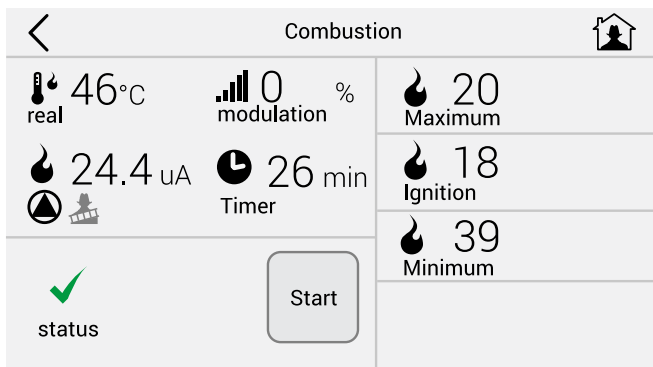 Combustion
46°C
real
0 %
modulation
24.4 uA
26 min
Timer
status
Start
20
Maximum
18
Ignition
39
Minimum